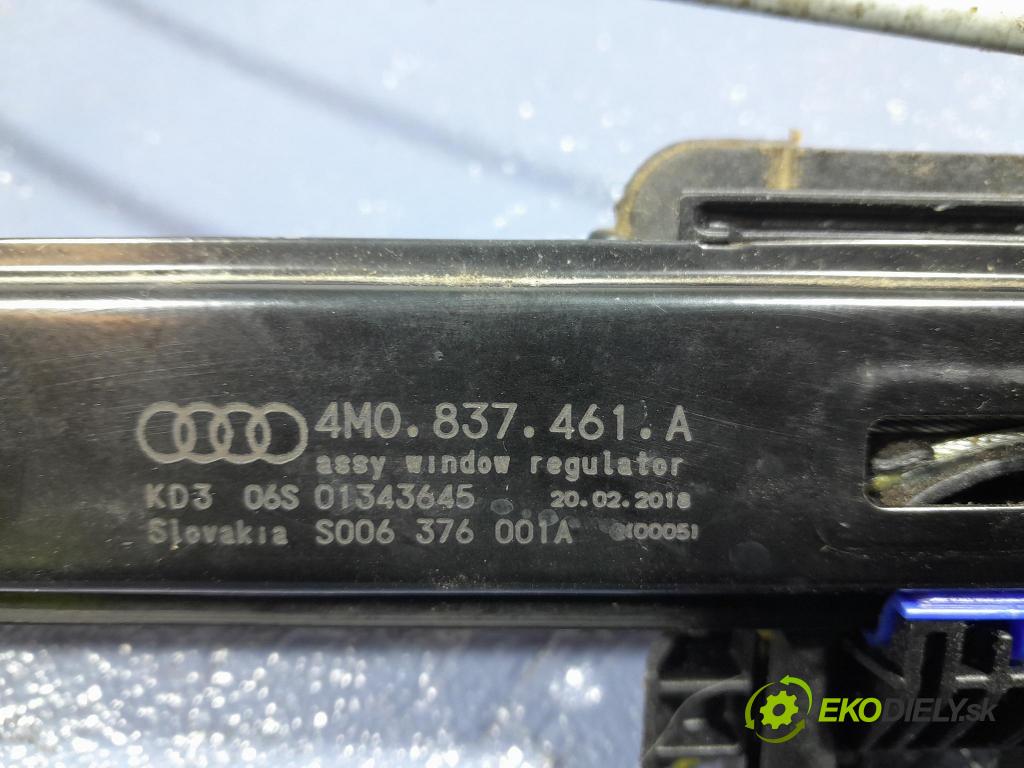 4M0.837.461.A
assy window regulator
KD3 06S 01343645 20.02.2018
Slovakia S006 376 001A
EKODIELY.sk